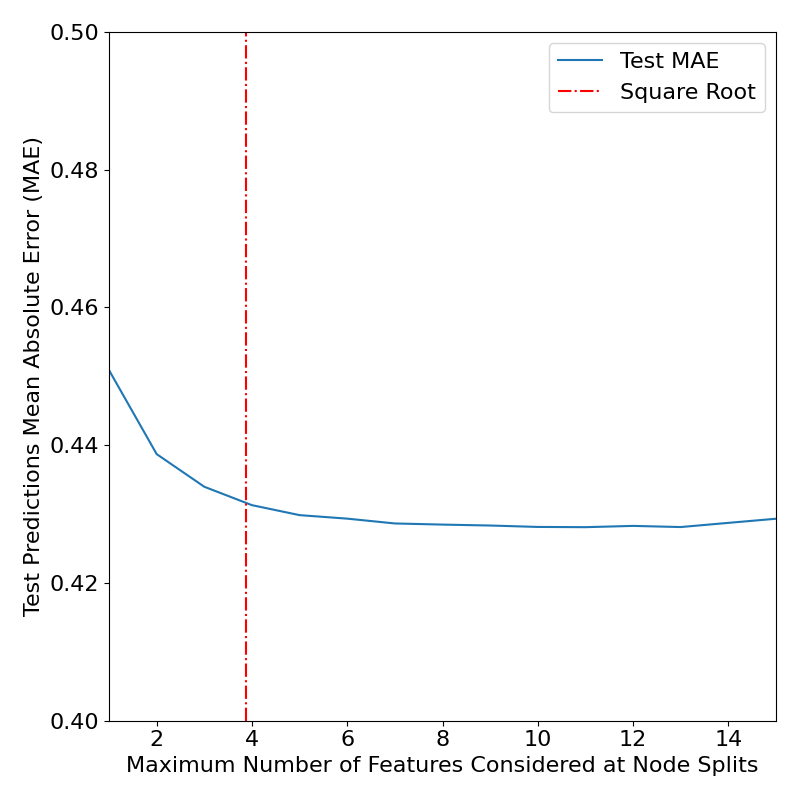 0.50
0.48
0.46
0.44
0.42
0.40
Test Predictions Mean Absolute Error (MAE)
Test MAE
Square Root
2 4 6 8 10 12 14
Maximum Number of Features Considered at Node Splits